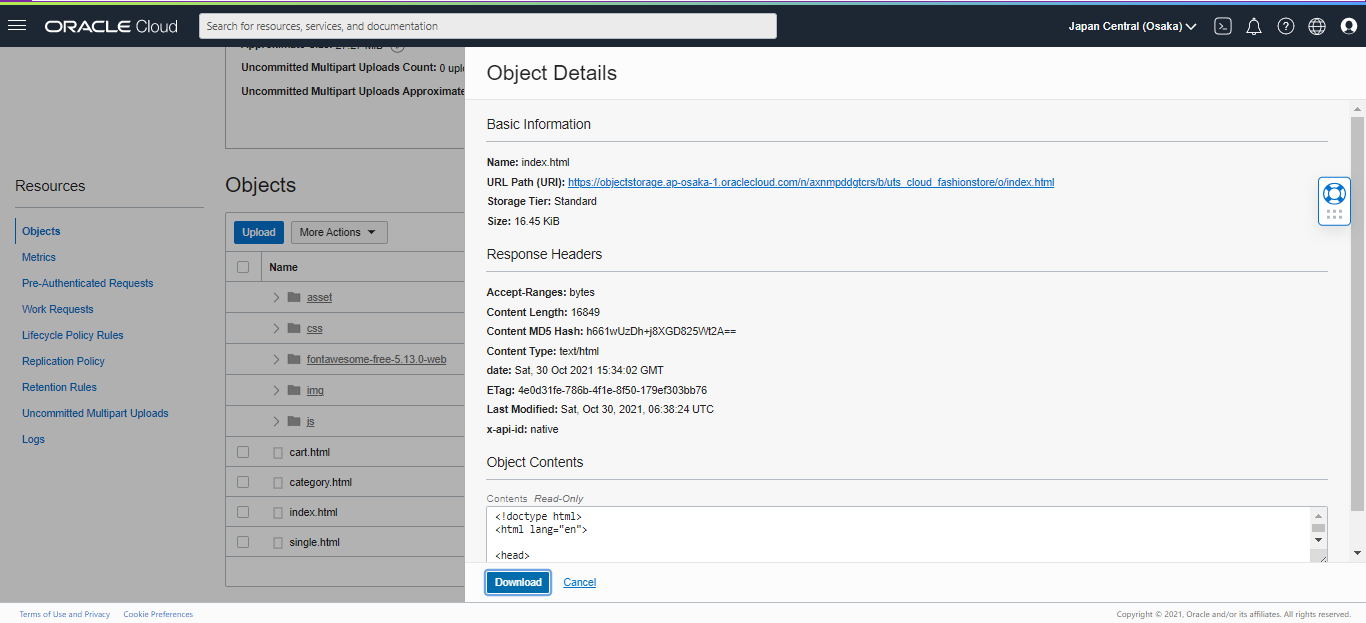 ORACLE Cloud
Search for resources, services, and documentation
Japan Central (Osaka)
Uncommitted Multipart Uploads Count: 0
Uncommitted Multipart Uploads Approximate
Resources
Objects
Metrics
Pre-Authenticated Requests
Work Requests
Lifecycle Policy Rules
Replication Policy
Retention Rules
Uncommitted Multipart Uploads
Logs
Objects
Upload More Actions
Name
asset
css
fontawesome-free-5.13.0-web
img
js
cart.html
category.html
index.html
single.html
Object Details
Basic Information
Name: index.html
URL Path (URI): https://objectstorage.ap-osaka-1.oraclecloud.com/n/axnmpddgtcrs/b/uts_cloud_fashionstore/o/index.html
Storage Tier: Standard
Size: 16.45 KiB
Response Headers
Accept-Ranges: bytes
Content Length: 16849
Content MD5 Hash: h661wUzDh+j8XGD825Wt2A==
Content Type: text/html
date: Sat, 30 Oct 2021 15:34:02 GMT
ETag: 4e0d31fe-786b-4f1e-8f50-179ef303bb76
Last Modified: Sat, Oct 30, 2021, 06:38:24 UTC
x-api-id: native
Object Contents
Contents Read-Only
<!doctype html>
<html lang="en">
<head>
Download Cancel
Terms of Use and Privacy Cookie Preferences
Copyright © 2021, Oracle and/or its affiliates. All rights reserved.